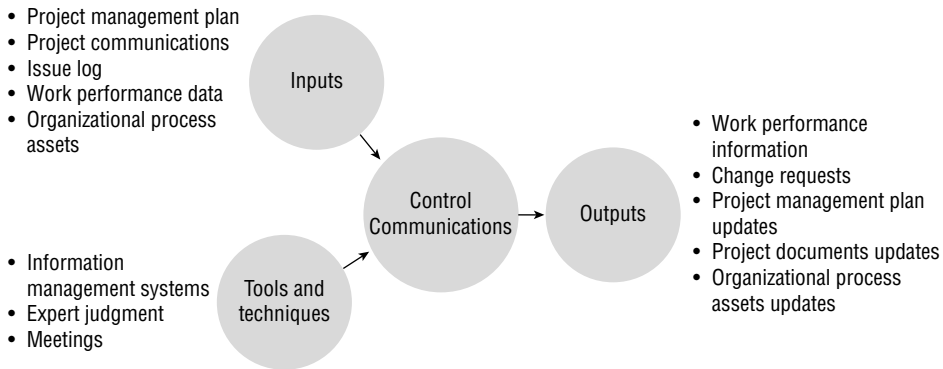 • Project management plan
• Project communications
• Issue log
• Work performance data
• Organizational process
assets
Inputs
• Information
management systems
• Expert judgment
• Meetings
Tools and
techniques
Control
Communications
Outputs
• Work performance
information
• Change requests
• Project management plan
updates
• Project documents updates
• Organizational process
assets updates